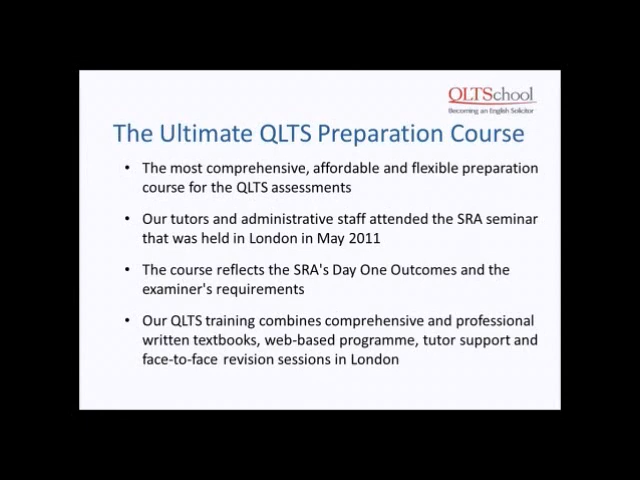 QLTSchool
Becoming an English Solicitor
The Ultimate QLTS Preparation Course
• The most comprehensive, affordable and flexible preparation
course for the QLTS assessments
• Our tutors and administrative staff attended the SRA seminar
that was held in London in May 2011
• The course reflects the SRA's Day One Outcomes and the
examiner's requirements
• Our QLTS training combines comprehensive and professional
written textbooks, web-based programme, tutor support and
face-to-face revision sessions in London